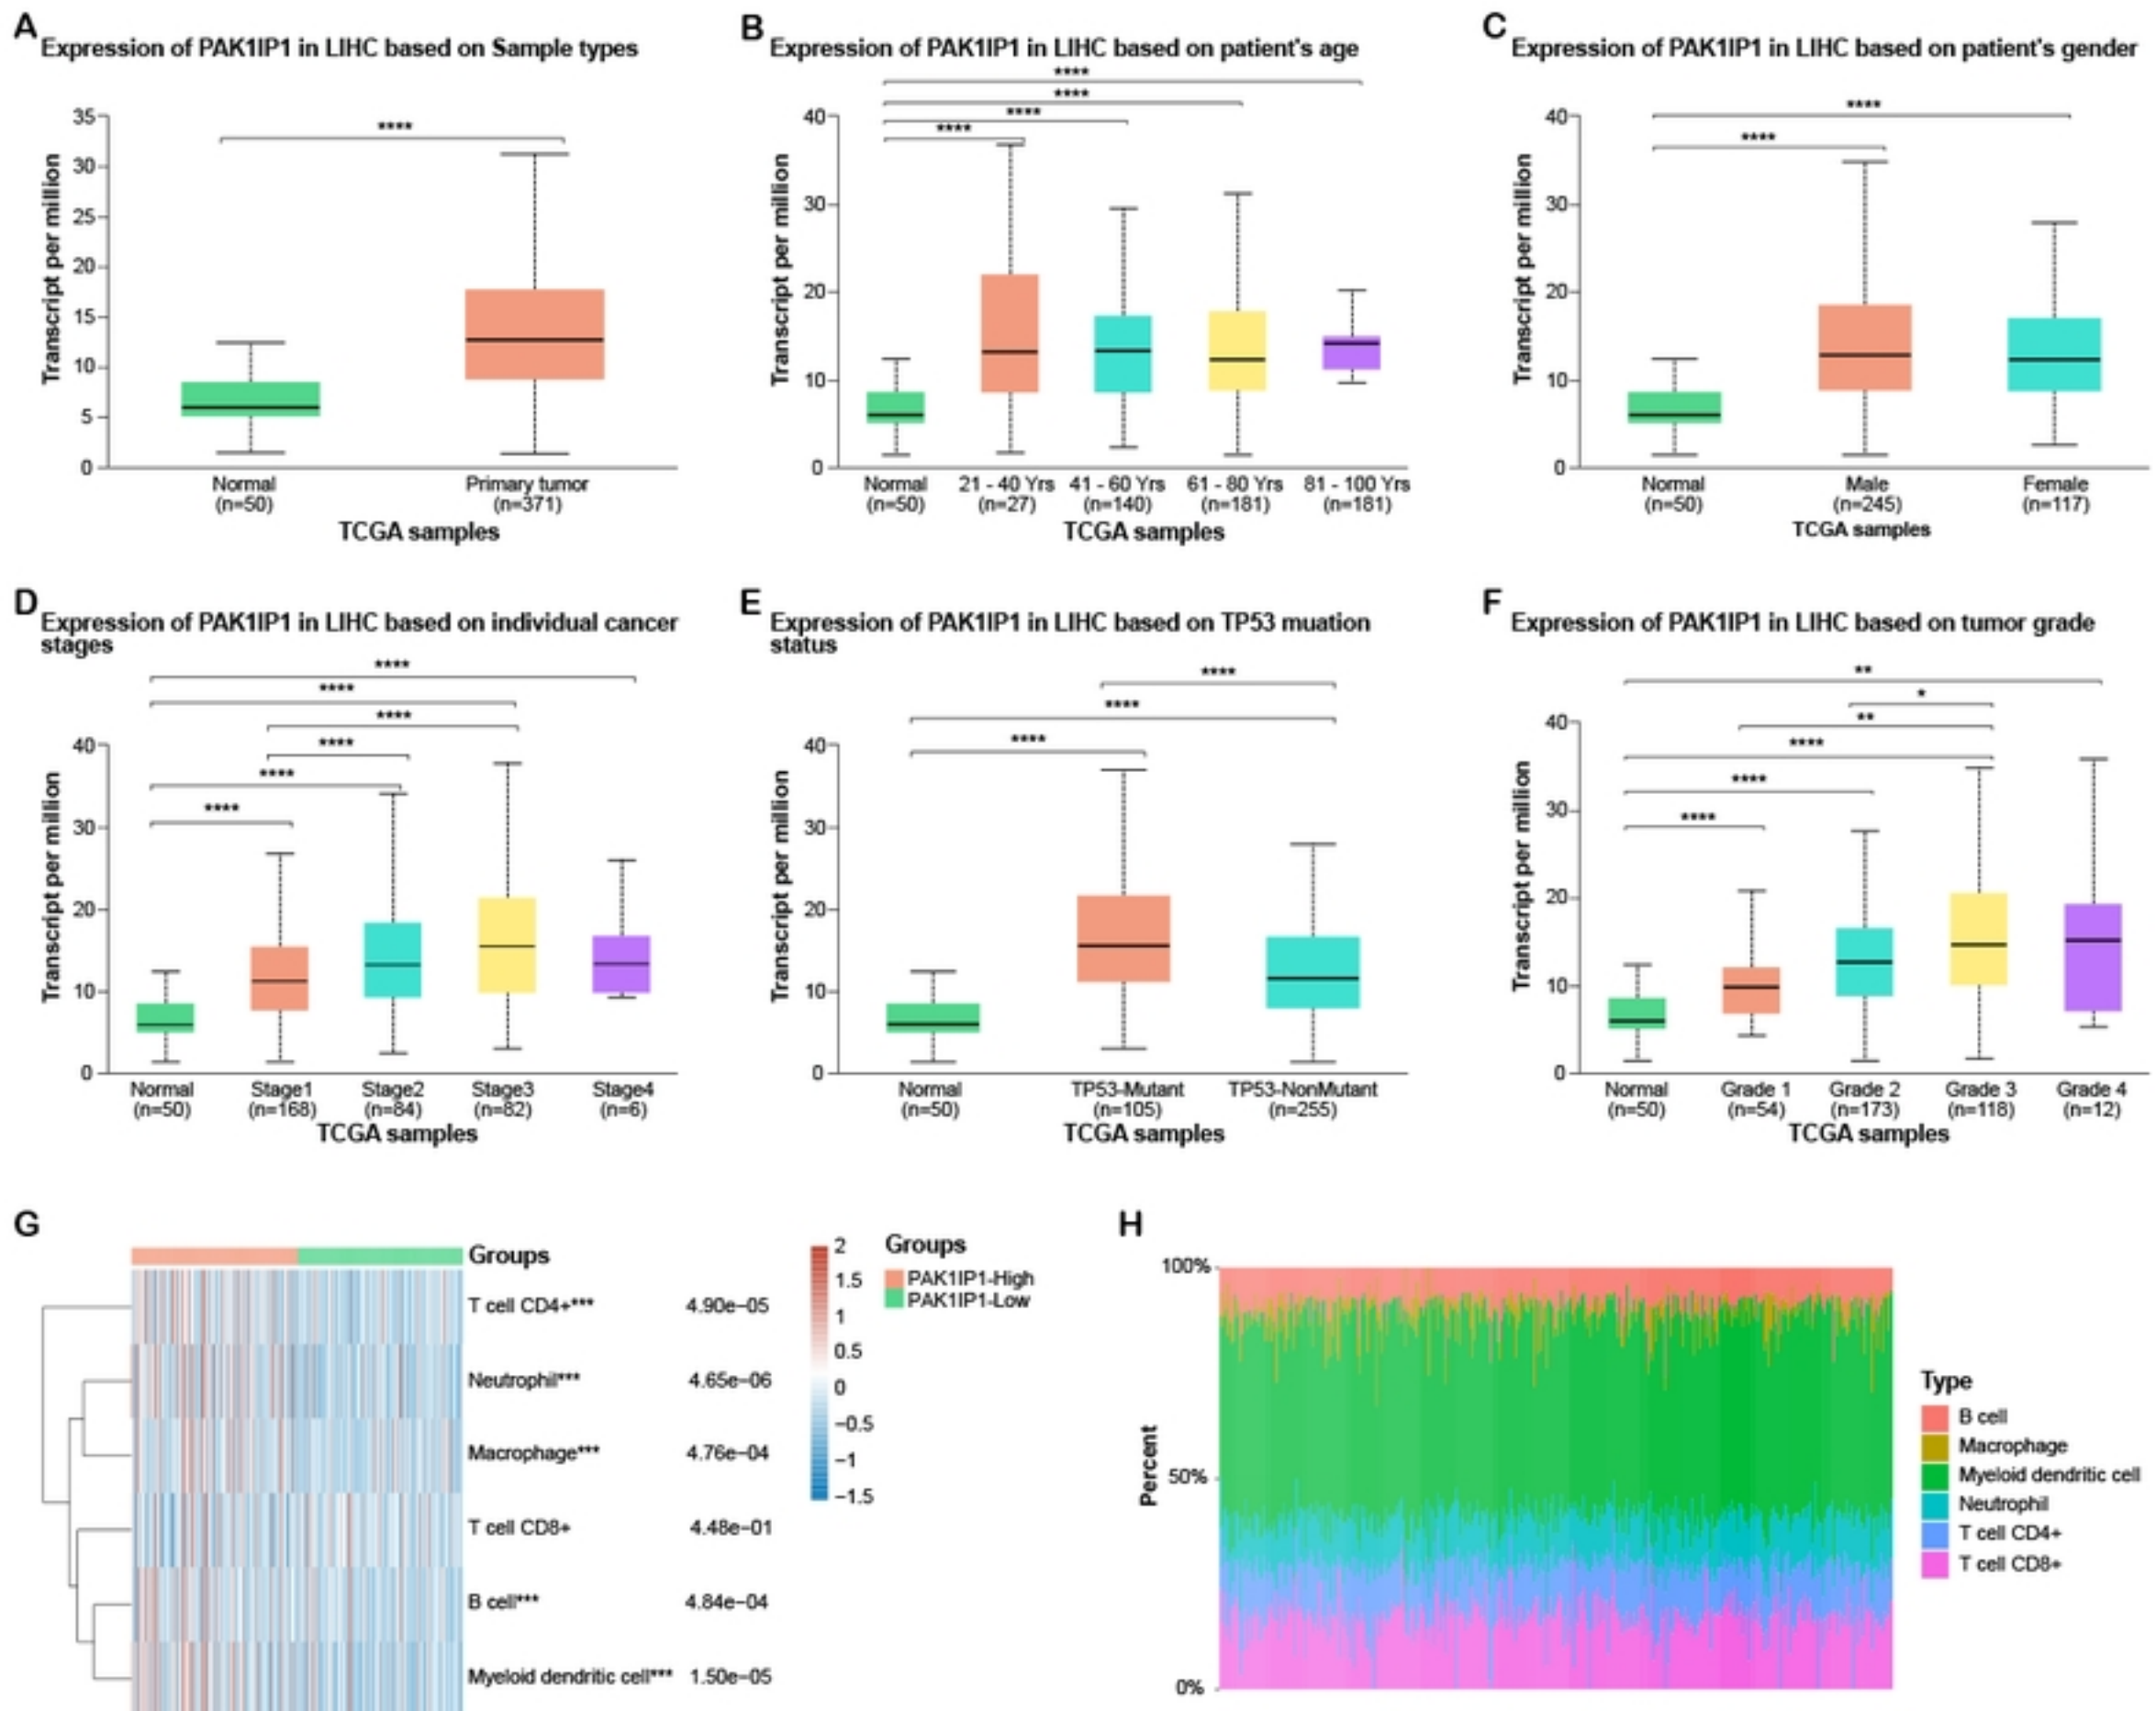 A
Expression of PAK1IP1 in LIHC based on Sample types
****
Transcript per million
35
30
25
20
15
10
5
0
Normal
(n=50)
Primary tumor
(n=371)
TCGA samples
B
Expression of PAK1IP1 in LIHC based on patient's age
****
****
****
****
Transcript per million
40
30
20
10
0
Normal
(n=50)
21 - 40 Yrs
(n=27)
41 - 60 Yrs
(n=140)
61 - 80 Yrs
(n=181)
81 - 100 Yrs
(n=181)
TCGA samples
C
Expression of PAK1IP1 in LIHC based on patient's gender
****
****
Transcript per million
40
30
20
10
0
Normal
(n=50)
Male
(n=245)
Female
(n=117)
TCGA samples
D
Expression of PAK1IP1 in LIHC based on individual cancer
stages
****
****
****
****
****
****
Transcript per million
40
30
20
10
0
Normal
(n=50)
Stage1
(n=168)
Stage2
(n=84)
Stage3
(n=82)
Stage4
(n=6)
TCGA samples
E
Expression of PAK1IP1 in LIHC based on TP53 muation
status
****
****
****
Transcript per million
40
30
20
10
0
Normal
(n=50)
TP53-Mutant
(n=105)
TP53-NonMutant
(n=255)
TCGA samples
F
Expression of PAK1IP1 in LIHC based on tumor grade
**
*
**
****
****
****
Transcript per million
40
30
20
10
0
Normal
(n=50)
Grade 1
(n=54)
Grade 2
(n=173)
Grade 3
(n=118)
Grade 4
(n=12)
TCGA samples
G
Groups
T cell CD4+*** 4.90e−05
Neutrophil*** 4.65e−06
Macrophage*** 4.76e−04
T cell CD8+ 4.48e−01
B cell*** 4.84e−04
Myeloid dendritic cell*** 1.50e−05
2
1.5
1
0.5
0
−0.5
−1
−1.5
Groups
PAK1IP1-High
PAK1IP1-Low
H
Percent
100%
50%
0%
Type
B cell
Macrophage
Myeloid dendritic cell
Neutrophil
T cell CD4+
T cell CD8+